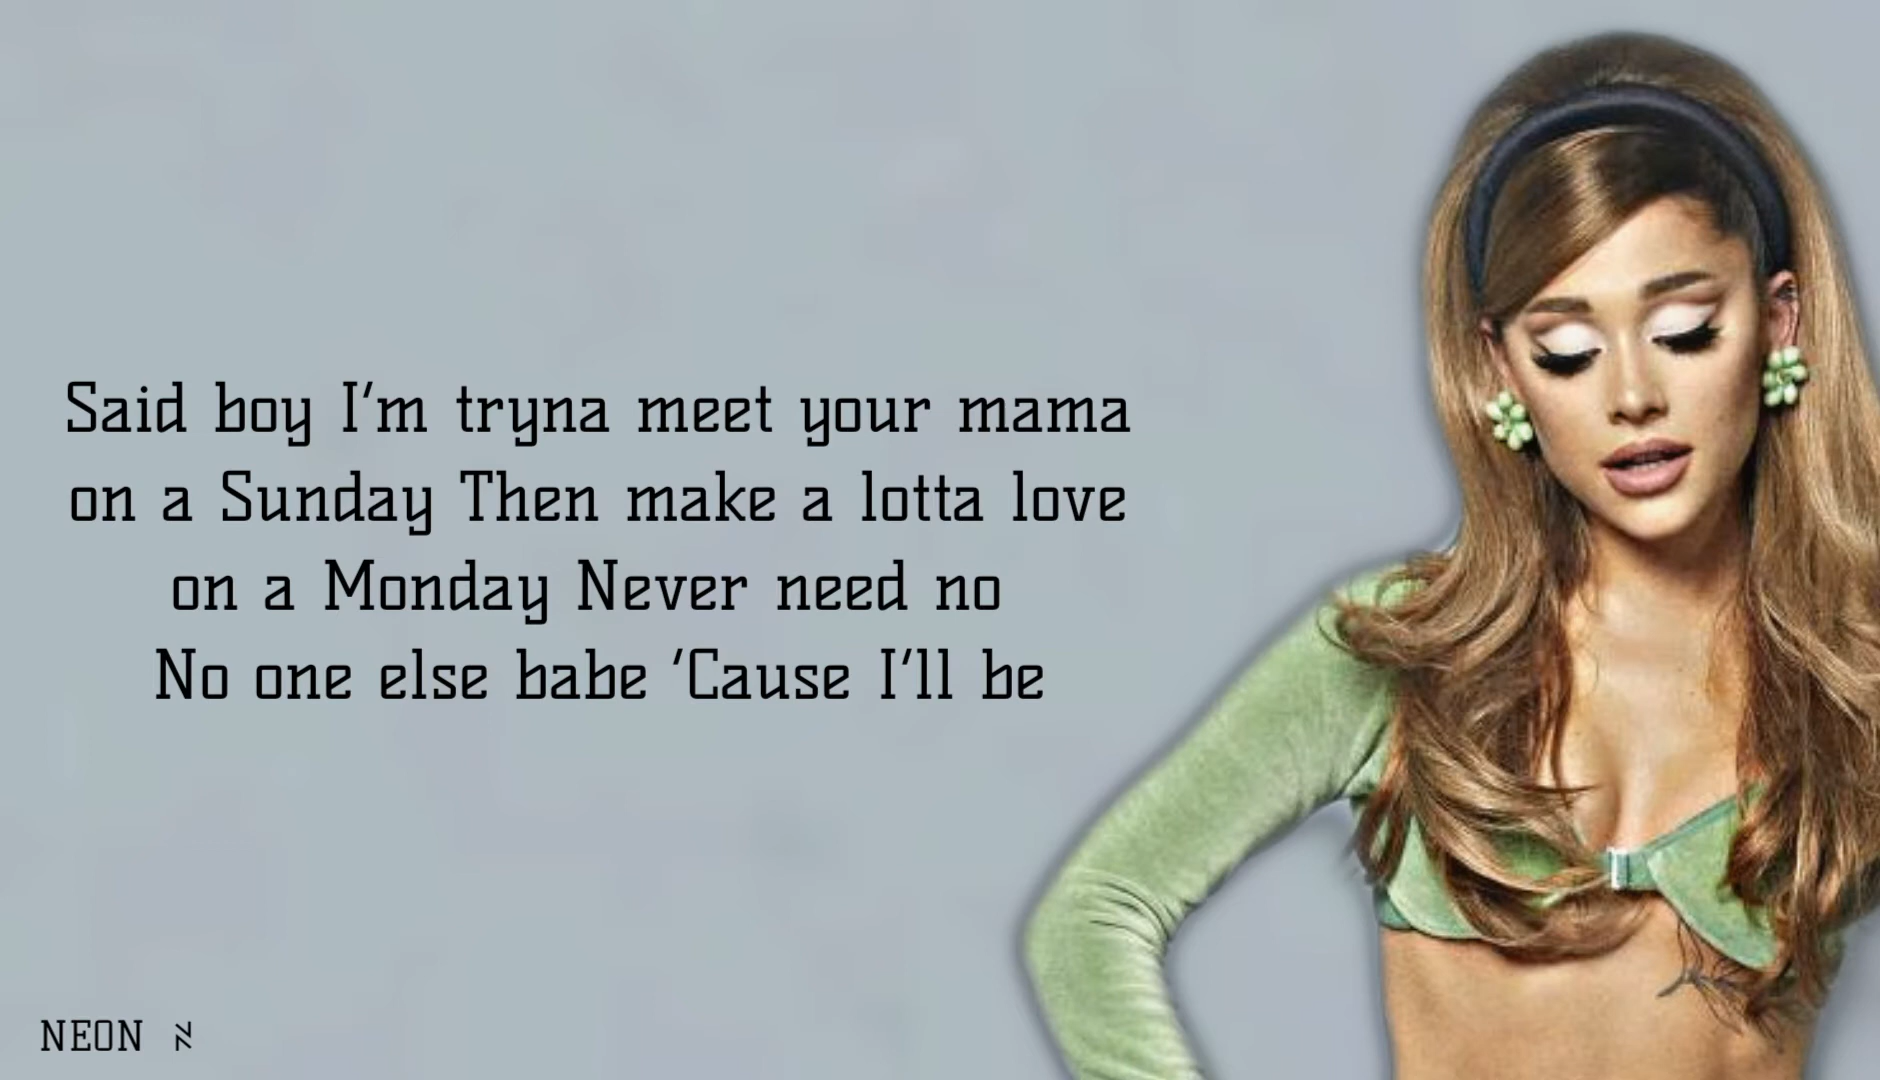 Said boy I'm tryna meet your mama
on a Sunday Then make a lotta love
on a Monday Never need no
No one else babe 'Cause I'll be
NEON